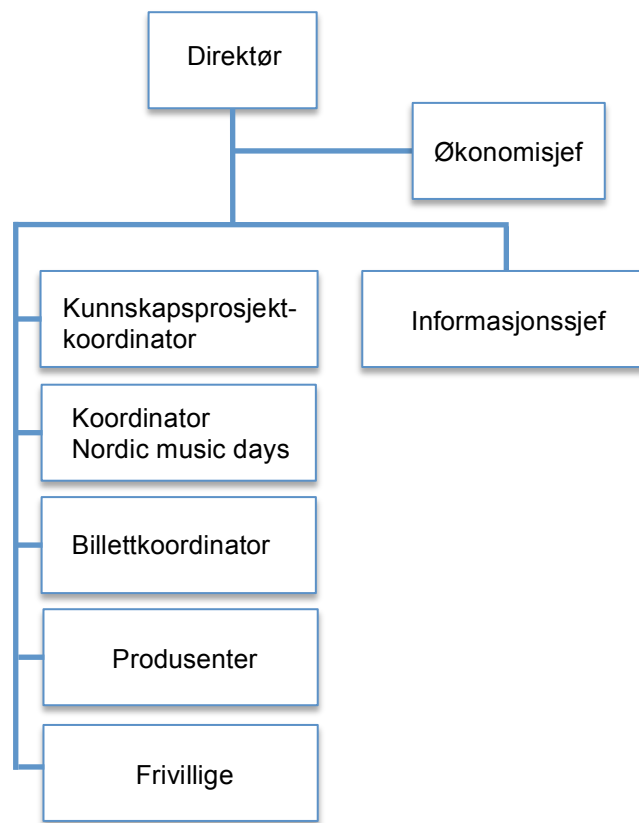 Direktør
Økonomisjef
Kunnskapsprosjekt-
koordinator
Informasjonssjef
Koordinator
Nordic music days
Billettkoordinator
Produsenter
Frivillige